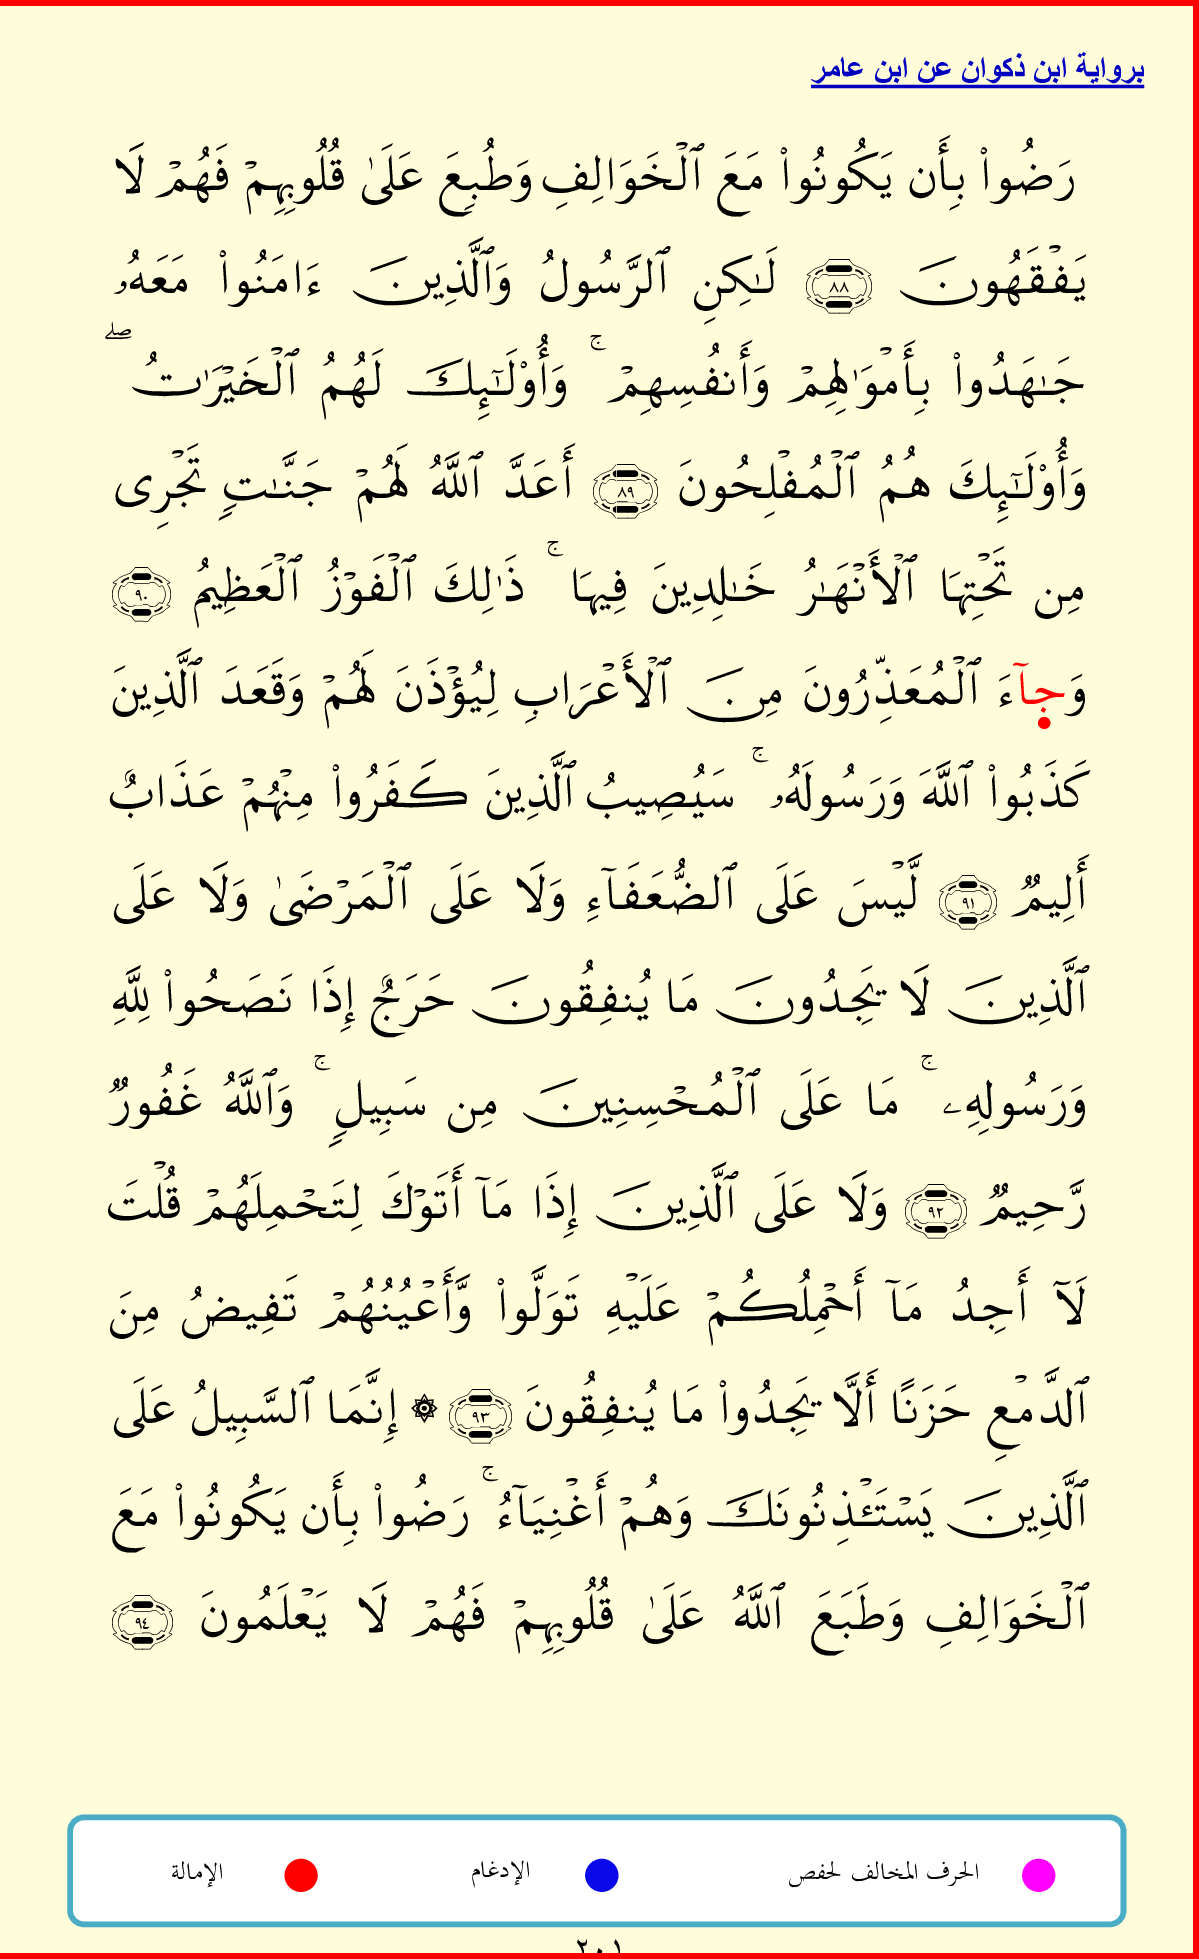 برواية ابن ذكوان عن ابن عامر
رَضُوا۟ بِأَن يَكُونُوا۟ مَعَ ٱلْخَوَالِفِ وَطُبِعَ عَلَىٰ قُلُوبِهِمْ فَهُمْ لَا
يَفْقَهُونَ ٨٨ لَـٰكِنِ ٱلرَّسُولُ وَٱلَّذِينَ ءَامَنُوا۟ مَعَهُۥ
جَـٰهَدُوا۟ بِأَمْوَٰلِهِمْ وَأَنفُسِهِمْ ۚ وَأُو۟لَـٰٓئِكَ لَهُمُ ٱلْخَيْرَٰتُ ۖ
وَأُو۟لَـٰٓئِكَ هُمُ ٱلْمُفْلِحُونَ ٨٩ أَعَدَّ ٱللَّهُ لَهُمْ جَنَّـٰتٍ تَجْرِى
مِن تَحْتِهَا ٱلْأَنْهَـٰرُ خَـٰلِدِينَ فِيهَا ۚ ذَٰلِكَ ٱلْفَوْزُ ٱلْعَظِيمُ ٩٠
وَجِآءَ ٱلْمُعَذِّرُونَ مِنَ ٱلْأَعْرَابِ لِيُؤْذَنَ لَهُمْ وَقَعَدَ ٱلَّذِينَ
كَذَبُوا۟ ٱللَّهَ وَرَسُولَهُۥ ۚ سَيُصِيبُ ٱلَّذِينَ كَفَرُوا۟ مِنْهُمْ عَذَابٌ
أَلِيمٌ ٩١ لَّيْسَ عَلَى ٱلضُّعَفَآءِ وَلَا عَلَى ٱلْمَرْضَىٰ وَلَا عَلَى
ٱلَّذِينَ لَا يَجِدُونَ مَا يُنفِقُونَ حَرَجٌ إِذَا نَصَحُوا۟ لِلَّهِ
وَرَسُولِهِۦ ۚ مَا عَلَى ٱلْمُحْسِنِينَ مِن سَبِيلٍ ۚ وَٱللَّهُ غَفُورٌ
رَّحِيمٌ ٩٢ وَلَا عَلَى ٱلَّذِينَ إِذَا مَآ أَتَوْكَ لِتَحْمِلَهُمْ قُلْتَ
لَآ أَجِدُ مَآ أَحْمِلُكُمْ عَلَيْهِ تَوَلَّوا۟ وَّأَعْيُنُهُمْ تَفِيضُ مِنَ
ٱلدَّمْعِ حَزَنًا أَلَّا يَجِدُوا۟ مَا يُنفِقُونَ ٩٣ ۞ إِنَّمَا ٱلسَّبِيلُ عَلَى
ٱلَّذِينَ يَسْتَـْٔذِنُونَكَ وَهُمْ أَغْنِيَآءُ ۚ رَضُوا۟ بِأَن يَكُونُوا۟ مَعَ
ٱلْخَوَالِفِ وَطَبَعَ ٱللَّهُ عَلَىٰ قُلُوبِهِمْ فَهُمْ لَا يَعْلَمُونَ ٩٤
الحرف المخالف لحفص الإدغام الإمالة
٢٠١